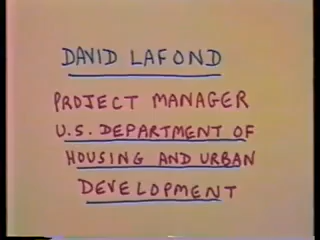 DAVID LAFOND
PROJECT MANAGER
U.S. DEPARTMENT OF
HOUSING AND URBAN
DEVELOPMENT